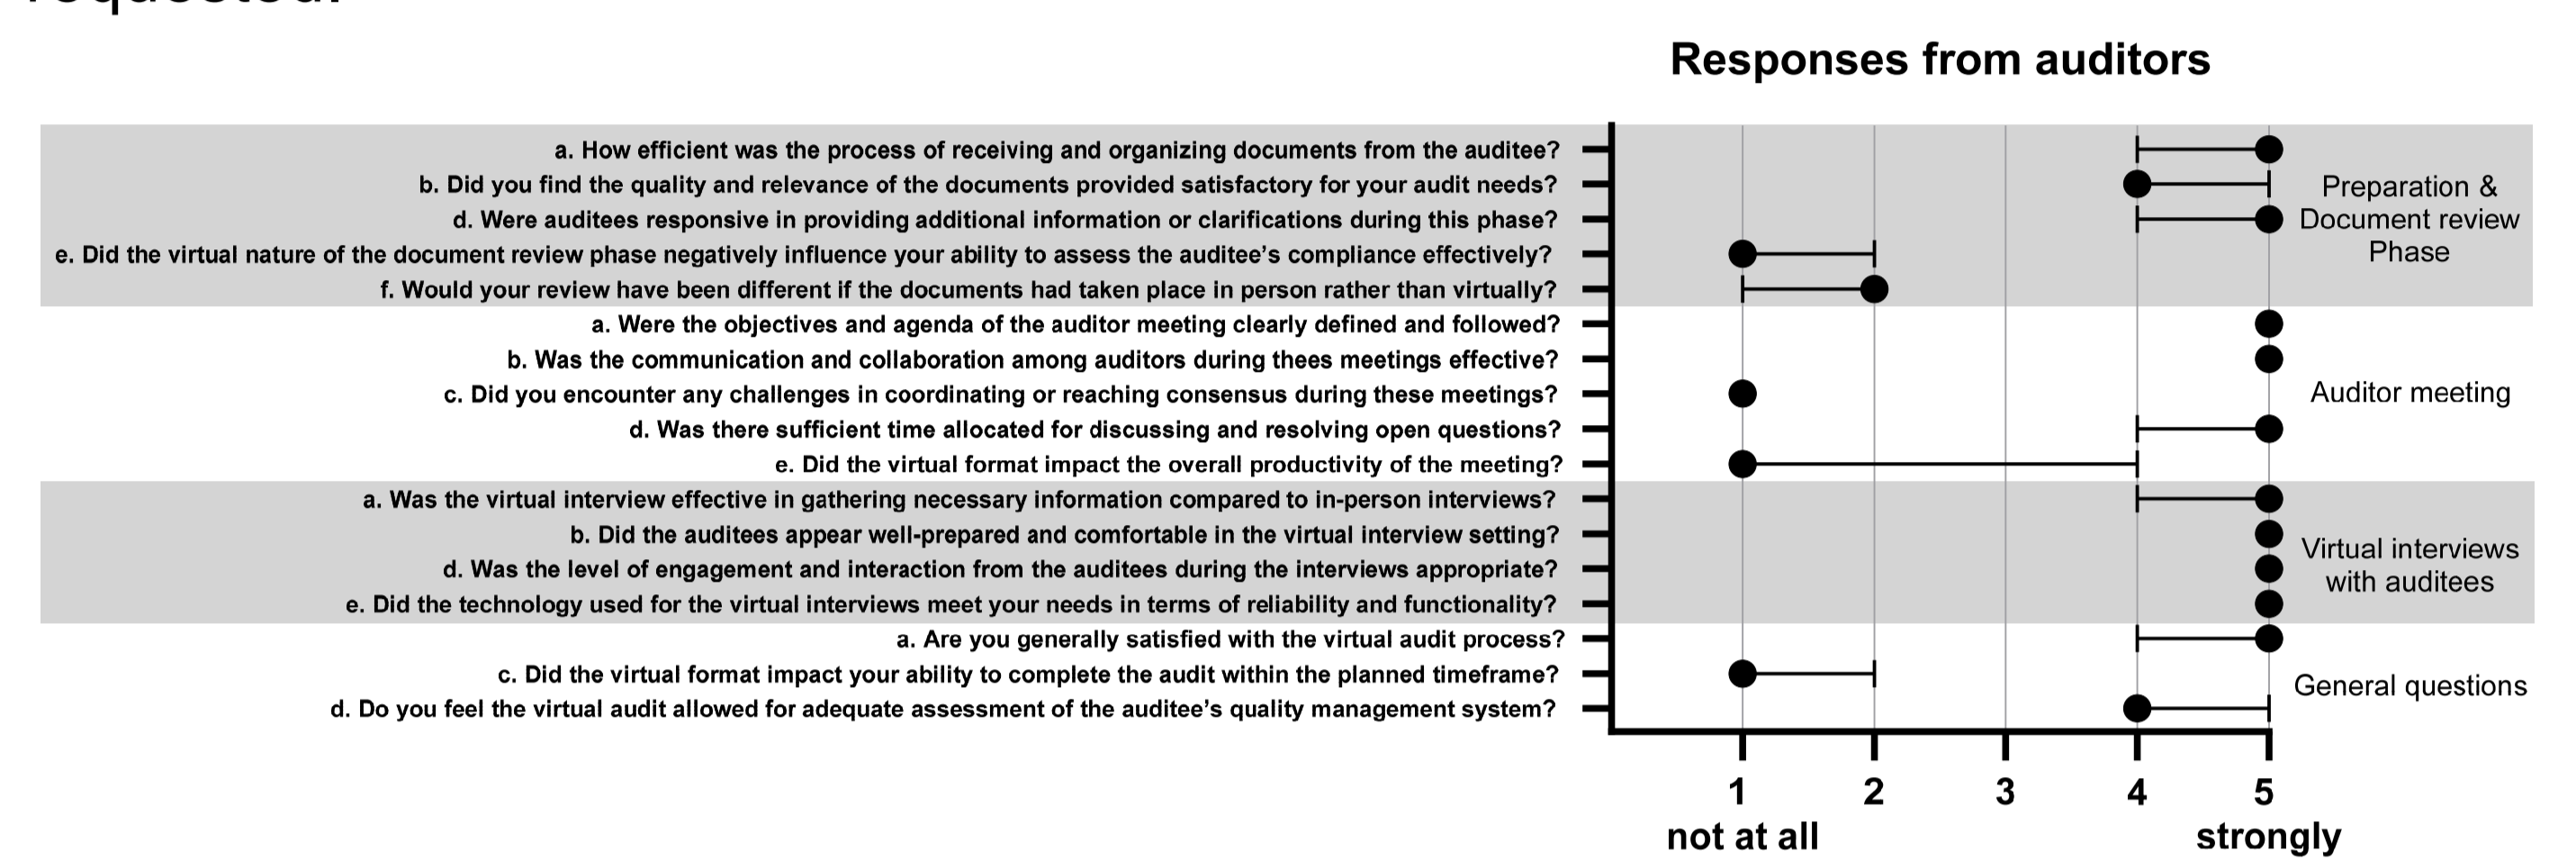 requested.
Responses from auditors
a. How efficient was the process of receiving and organizing documents from the auditee?
b. Did you find the quality and relevance of the documents provided satisfactory for your audit needs?
d. Were auditees responsive in providing additional information or clarifications during this phase?
e. Did the virtual nature of the document review phase negatively influence your ability to assess the auditee’s compliance effectively?
f. Would your review have been different if the documents had taken place in person rather than virtually?
Preparation &
Document review
Phase
a. Were the objectives and agenda of the auditor meeting clearly defined and followed?
b. Was the communication and collaboration among auditors during thees meetings effective?
c. Did you encounter any challenges in coordinating or reaching consensus during these meetings?
d. Was there sufficient time allocated for discussing and resolving open questions?
e. Did the virtual format impact the overall productivity of the meeting?
Auditor meeting
a. Was the virtual interview effective in gathering necessary information compared to in-person interviews?
b. Did the auditees appear well-prepared and comfortable in the virtual interview setting?
d. Was the level of engagement and interaction from the auditees during the interviews appropriate?
e. Did the technology used for the virtual interviews meet your needs in terms of reliability and functionality?
Virtual interviews
with auditees
a. Are you generally satisfied with the virtual audit process?
c. Did the virtual format impact your ability to complete the audit within the planned timeframe?
d. Do you feel the virtual audit allowed for adequate assessment of the auditee’s quality management system?
General questions
1 2 3 4 5
not at all strongly